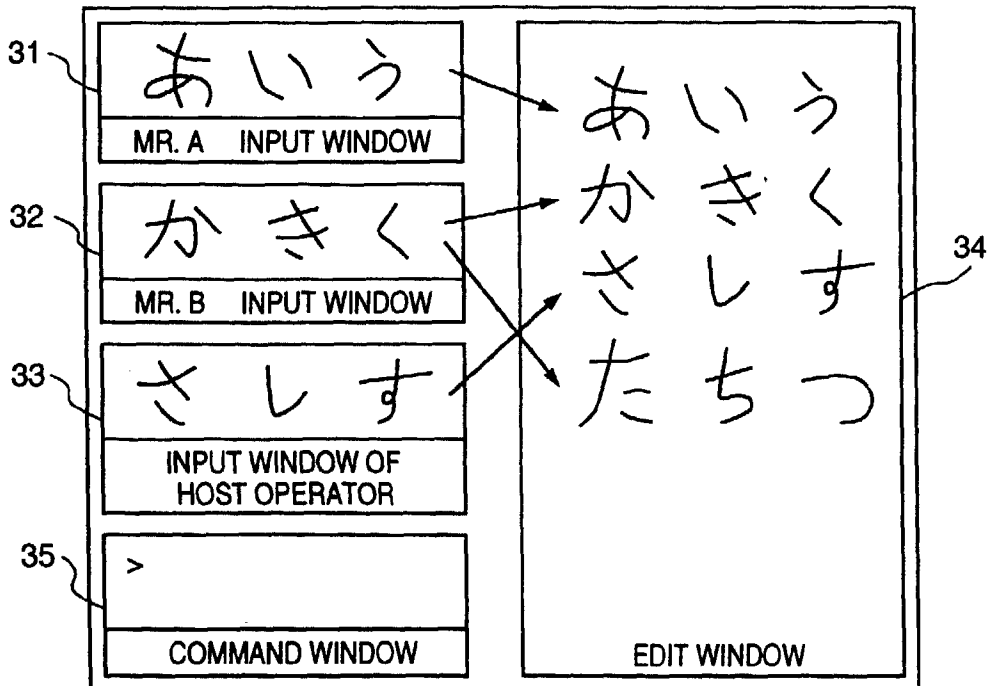 31
あ い う
MR. A INPUT WINDOW
32
か き く
MR. B INPUT WINDOW
33
さ し す
INPUT WINDOW OF
HOST OPERATOR
35
>
COMMAND WINDOW
あ い う
か き く
さ し す
た ち つ
EDIT WINDOW
34